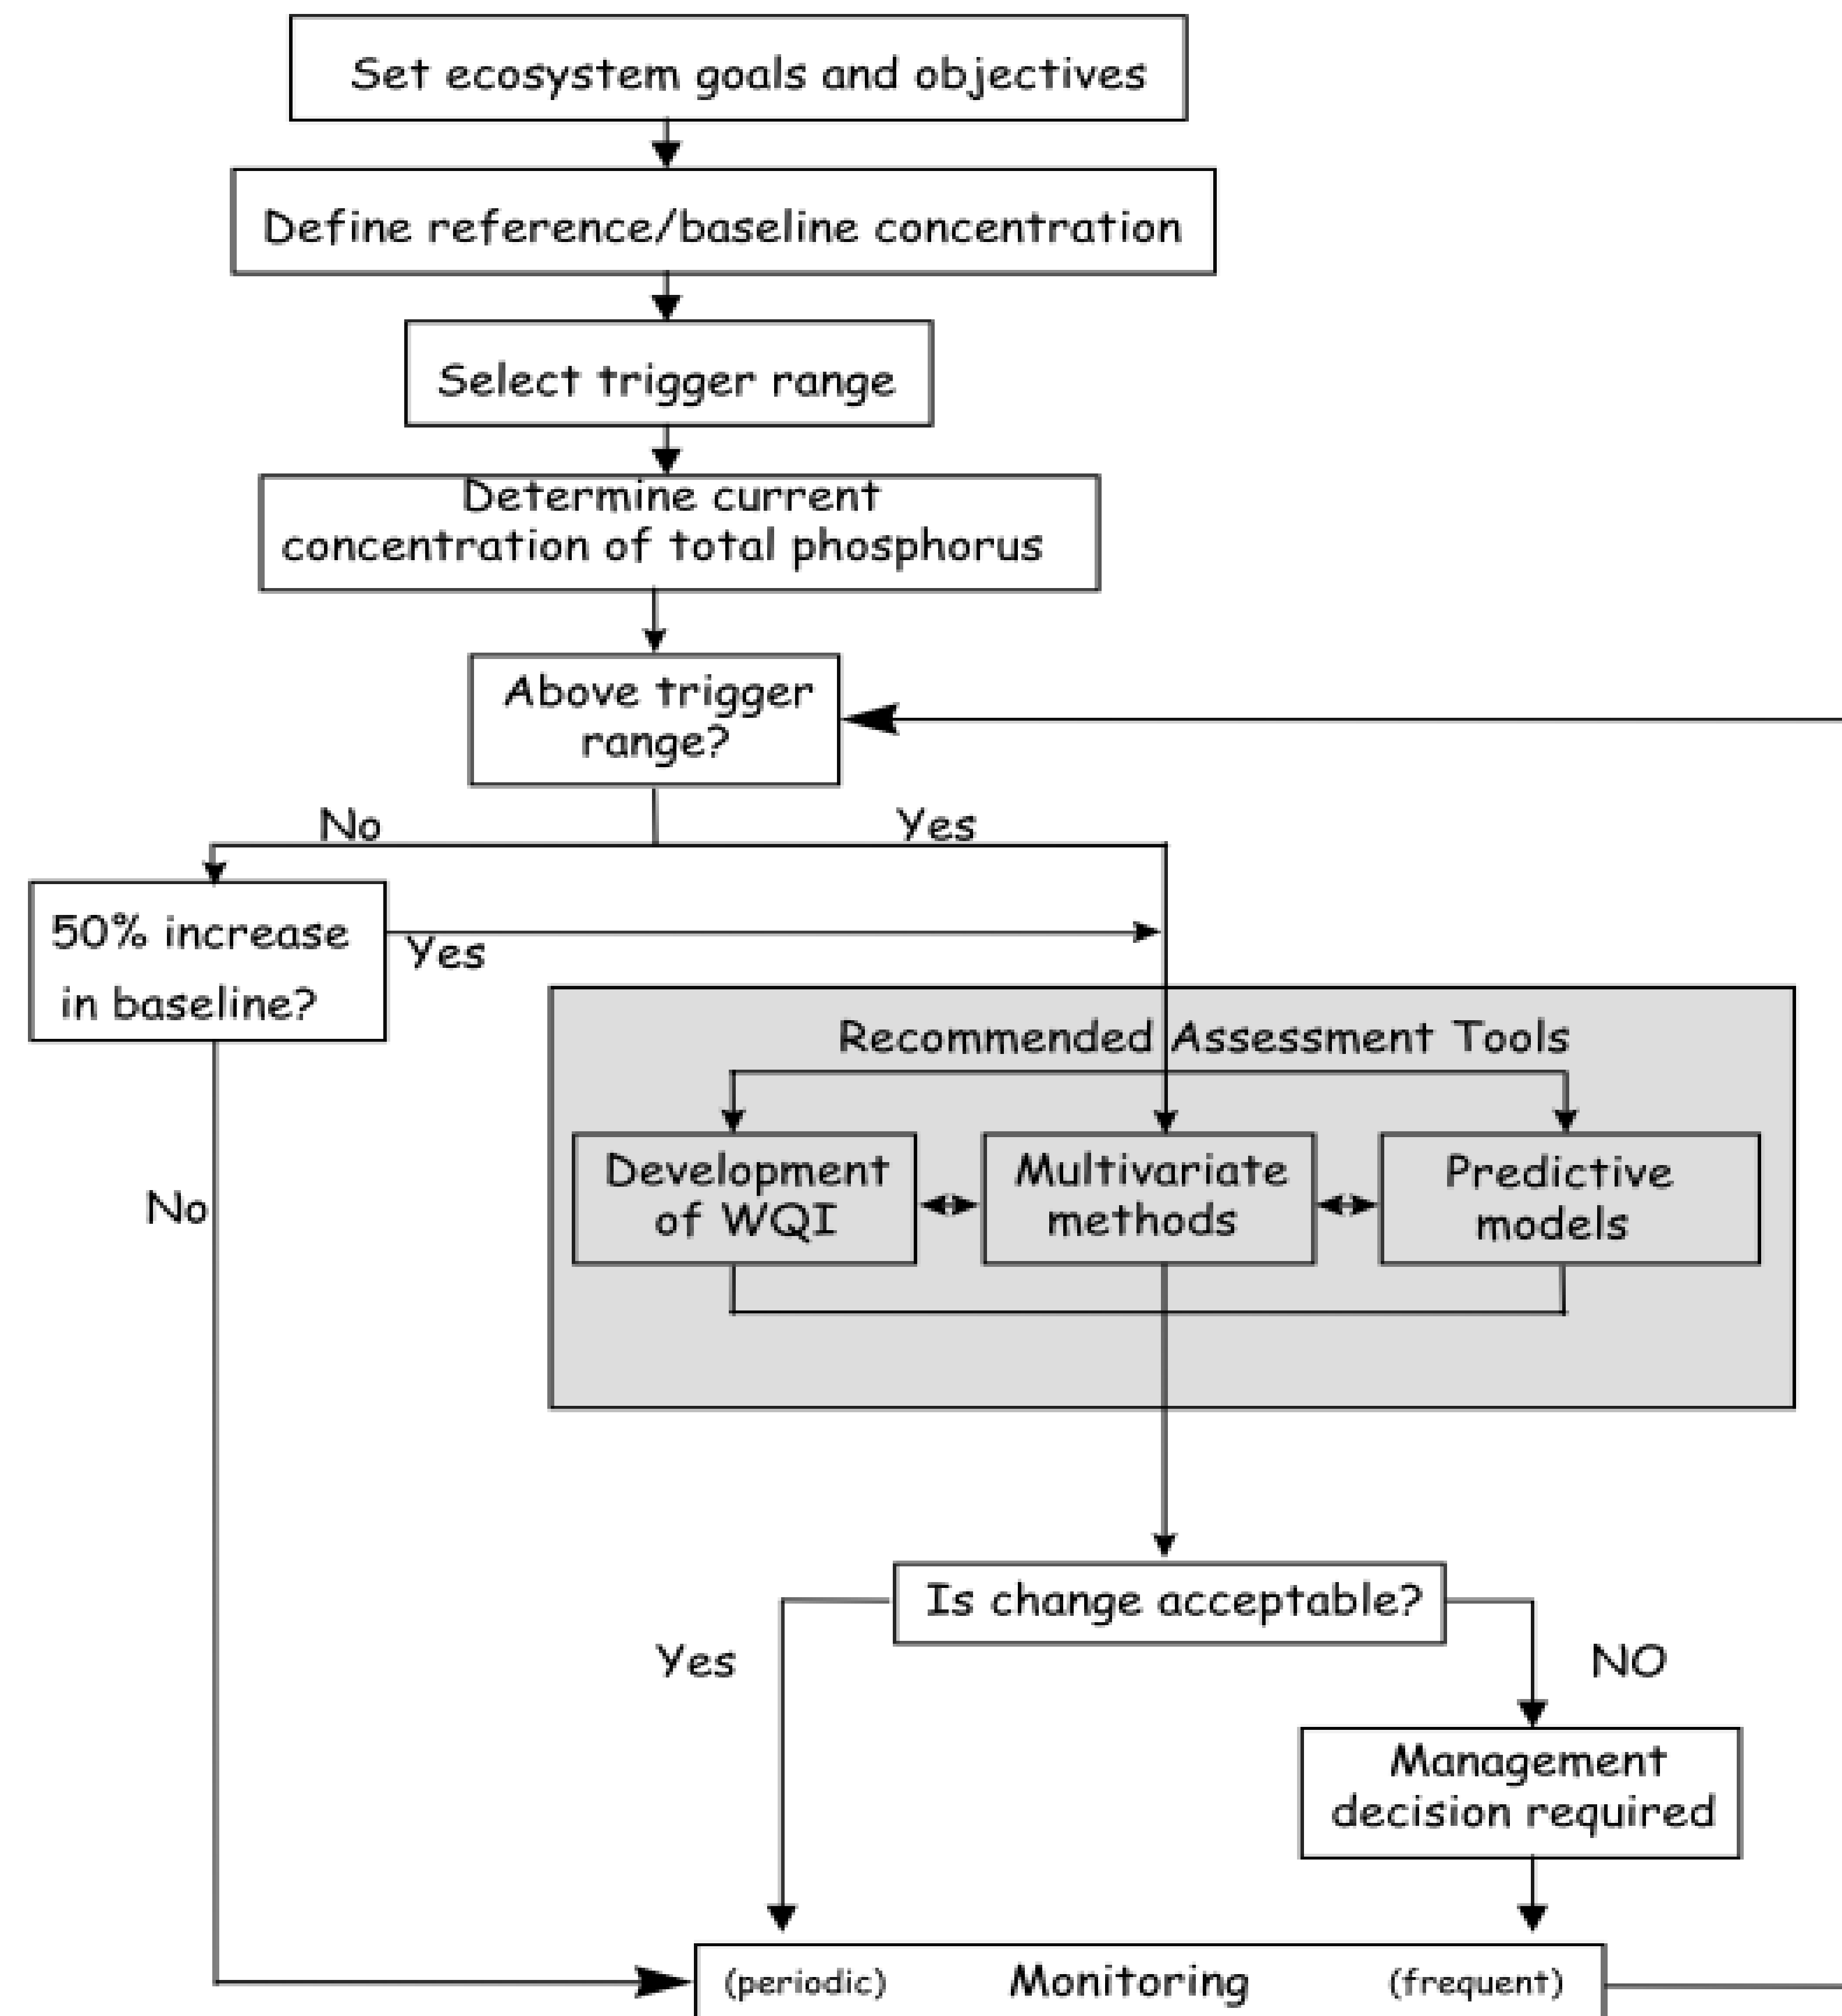 Set ecosystem goals and objectives
Define reference/baseline concentration
Select trigger range
Determine current
concentration of total phosphorus
Above trigger
range?
No
Yes
50% increase
in baseline?
Yes
Recommended Assessment Tools
Development
of WQI
Multivariate
methods
Predictive
models
No
Is change acceptable?
Yes
NO
Management
decision required
(periodic) Monitoring (frequent)